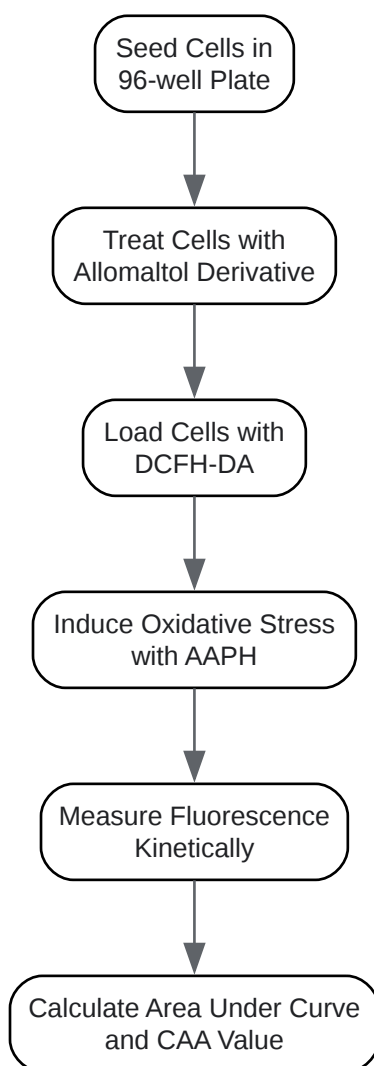 Seed Cells in
96-well Plate
Treat Cells with
Allomaltol Derivative
Load Cells with
DCFH-DA
Induce Oxidative Stress
with AAPH
Measure Fluorescence
Kinetically
Calculate Area Under Curve
and CAA Value